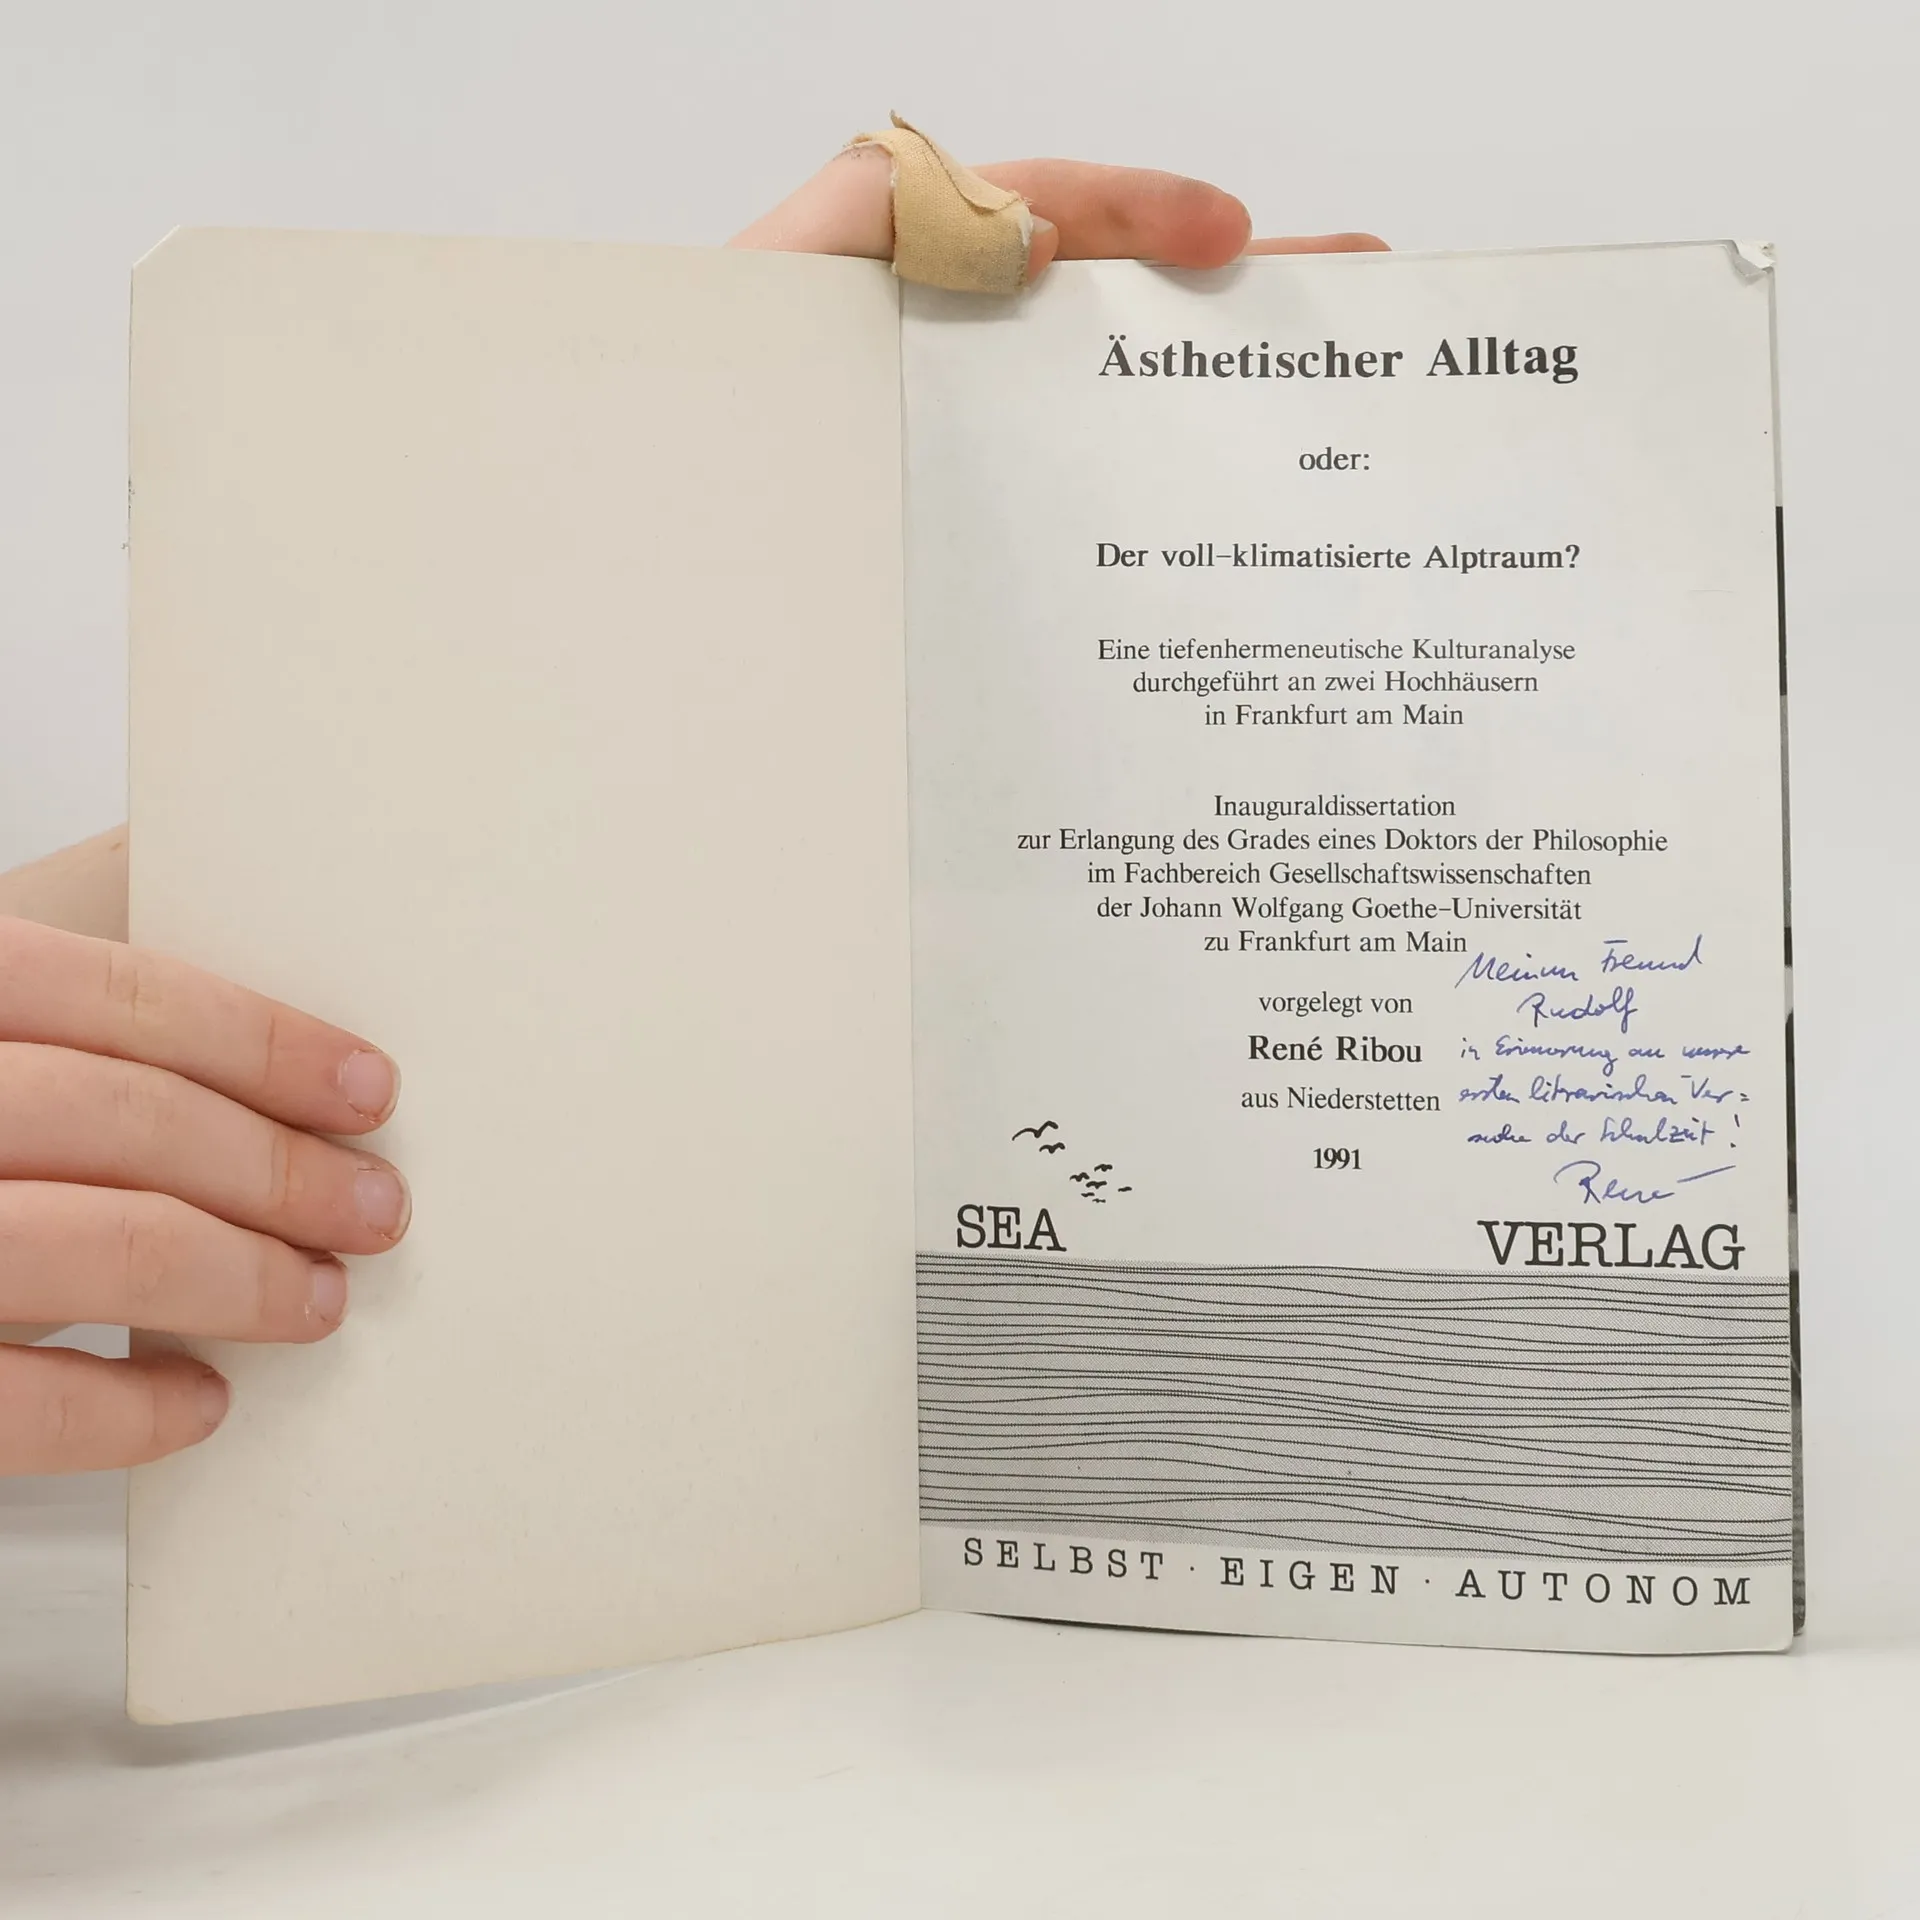 Ästhetischer Alltag
oder:
Der voll-klimatisierte Alptraum?
Eine tiefenhermeneutische Kulturanalyse
durchgeführt an zwei Hochhäusern
in Frankfurt am Main
Inauguraldissertation
zur Erlangung des Grades eines Doktors der Philosophie
im Fachbereich Gesellschaftswissenschaften
der Johann Wolfgang Goethe-Universität
zu Frankfurt am Main
vorgelegt von
René Ribou
aus Niederstetten
1991
Meinem Freund
Rudolf
in Erinnerung an unsere
ersten literarischen Ver=
suche der Schulzeit!
René
SEA VERLAG
SELBST · EIGEN · AUTONOM